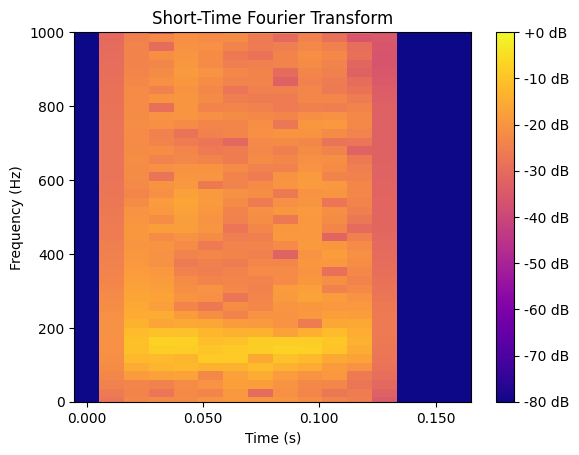 Short-Time Fourier Transform
1000
800
600
400
200
0
Frequency (Hz)
0.000
0.050
0.100
0.150
Time (s)
+0 dB
-10 dB
-20 dB
-30 dB
-40 dB
-50 dB
-60 dB
-70 dB
-80 dB